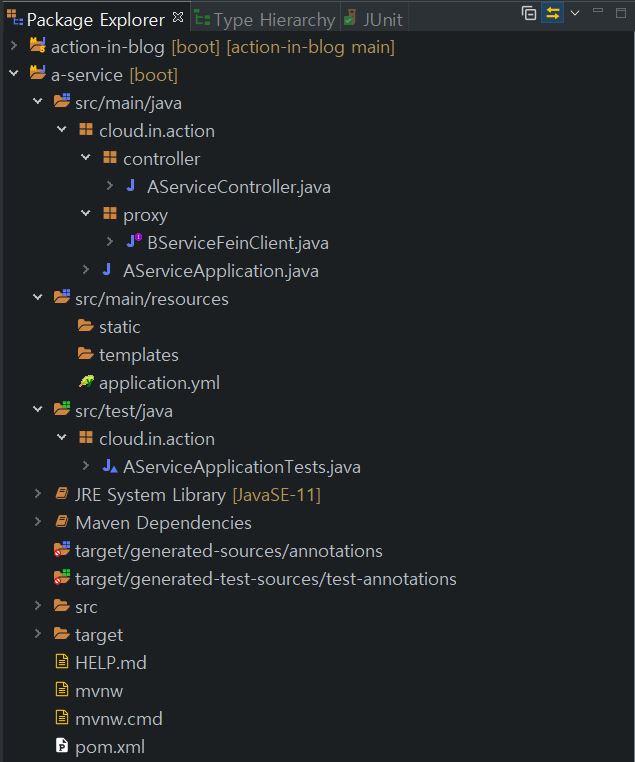 Package Explorer Type Hierarchy JUnit
action-in-blog [boot] [action-in-blog main]
a-service [boot]
src/main/java
cloud.in.action
controller
AServiceController.java
proxy
BServiceFeinClient.java
AServiceApplication.java
src/main/resources
static
templates
application.yml
src/test/java
cloud.in.action
AServiceApplicationTests.java
JRE System Library [JavaSE-11]
Maven Dependencies
target/generated-sources/annotations
target/generated-test-sources/test-annotations
src
target
HELP.md
mvnw
mvnw.cmd
pom.xml